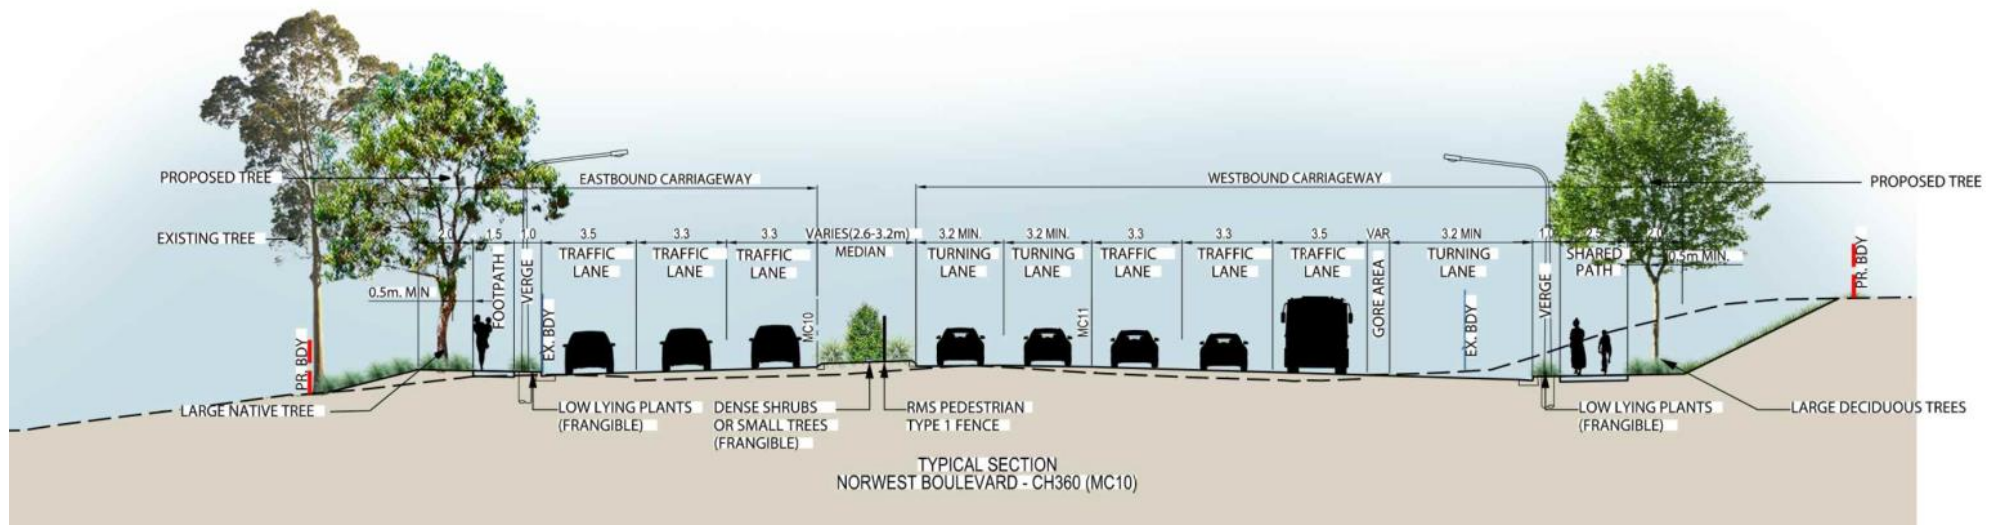 PROPOSED TREE
EXISTING TREE
EASTBOUND CARRIAGEWAY
WESTBOUND CARRIAGEWAY
PROPOSED TREE
2.0
1.5
1.0
3.5
3.3
3.3
VARIES(2.6-3.2m)
3.2 MIN.
3.2 MIN.
3.3
3.3
3.5
VAR
3.2 MIN
1.0
2.5
2.0
FOOTPATH
VERGE
TRAFFIC
LANE
TRAFFIC
LANE
TRAFFIC
LANE
MEDIAN
TURNING
LANE
TURNING
LANE
TRAFFIC
LANE
TRAFFIC
LANE
TRAFFIC
LANE
GORE AREA
TURNING
LANE
VERGE
SHARED
PATH
0.5m MIN.
PR. BDY
0.5m. MIN
PR. BDY
EX. BDY
MC10
MC11
EX. BDY
LARGE NATIVE TREE
LOW LYING PLANTS
(FRANGIBLE)
DENSE SHRUBS
OR SMALL TREES
(FRANGIBLE)
RMS PEDESTRIAN
TYPE 1 FENCE
LOW LYING PLANTS
(FRANGIBLE)
LARGE DECIDUOUS TREES
TYPICAL SECTION
NORWEST BOULEVARD - CH360 (MC10)